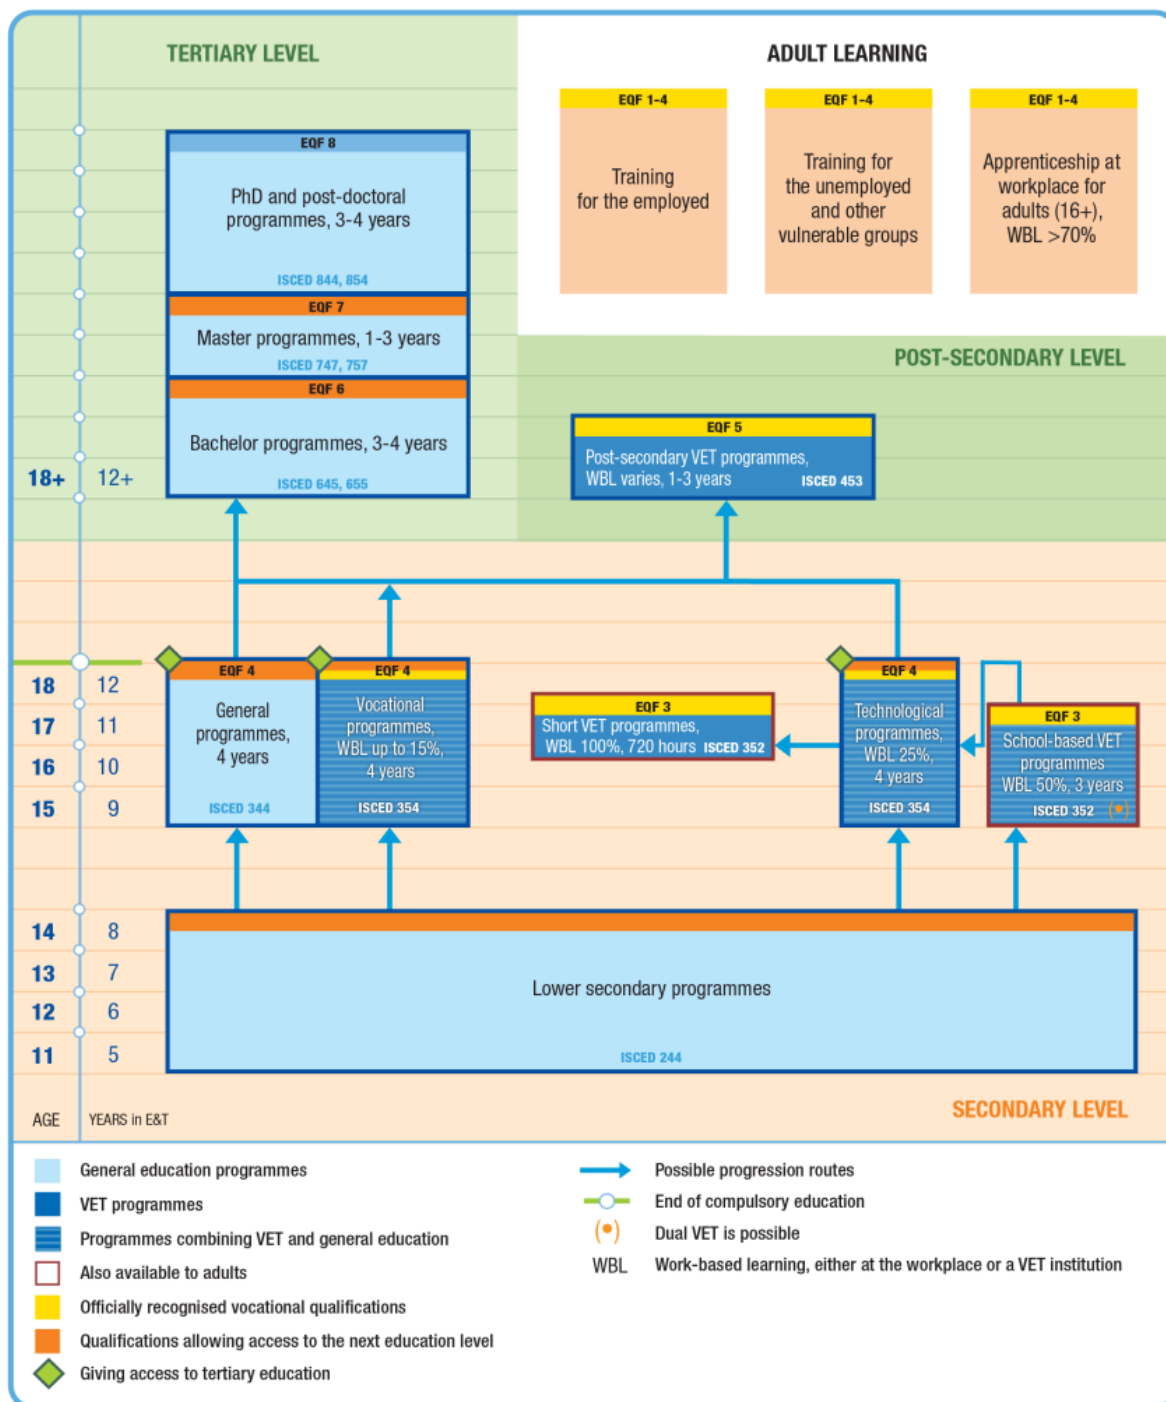 TERTIARY LEVEL
ADULT LEARNING
EQF 1-4
Training
for the employed
EQF 1-4
Training for
the unemployed
and other
vulnerable groups
EQF 1-4
Apprenticeship at
workplace for
adults (16+),
WBL >70%
EQF 8
PhD and post-doctoral
programmes, 3-4 years
ISCED 844, 854
EQF 7
Master programmes, 1-3 years
ISCED 747, 757
EQF 6
Bachelor programmes, 3-4 years
ISCED 645, 655
POST-SECONDARY LEVEL
EQF 5
Post-secondary VET programmes,
WBL varies, 1-3 years ISCED 453
18+ 12+
18 12
17 11
16 10
15 9
EQF 4
General
programmes,
4 years
ISCED 344
EQF 4
Vocational
programmes,
WBL up to 15%,
4 years
ISCED 354
EQF 3
Short VET programmes,
WBL 100%, 720 hours ISCED 352
EQF 4
Technological
programmes,
WBL 25%,
4 years
ISCED 354
EQF 3
School-based VET
programmes
WBL 50%, 3 years
ISCED 352
14 8
13 7
12 6
11 5
Lower secondary programmes
ISCED 244
AGE YEARS in E&T
SECONDARY LEVEL
General education programmes
VET programmes
Programmes combining VET and general education
Also available to adults
Officially recognised vocational qualifications
Qualifications allowing access to the next education level
Giving access to tertiary education
Possible progression routes
End of compulsory education
Dual VET is possible
WBL Work-based learning, either at the workplace or a VET institution